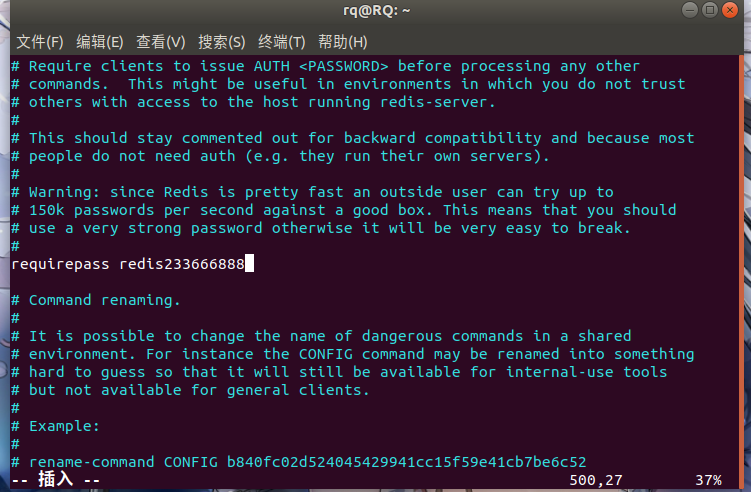 rq@RQ: ~
文件(F) 编辑(E) 查看(V) 搜索(S) 终端(T) 帮助(H)
# Require clients to issue AUTH <PASSWORD> before processing any other
# commands.  This might be useful in environments in which you do not trust
# others with access to the host running redis-server.
#
# This should stay commented out for backward compatibility and because most
# people do not need auth (e.g. they run their own servers).
#
# Warning: since Redis is pretty fast an outside user can try up to
# 150k passwords per second against a good box. This means that you should
# use a very strong password otherwise it will be very easy to break.
#
requirepass redis233666888
# Command renaming.
#
# It is possible to change the name of dangerous commands in a shared
# environment. For instance the CONFIG command may be renamed into something
# hard to guess so that it will still be available for internal-use tools
# but not available for general clients.
#
# Example:
#
# rename-command CONFIG b840fc02d524045429941cc15f59e41cb7be6c52
-- 插入 -- 500,27 37%